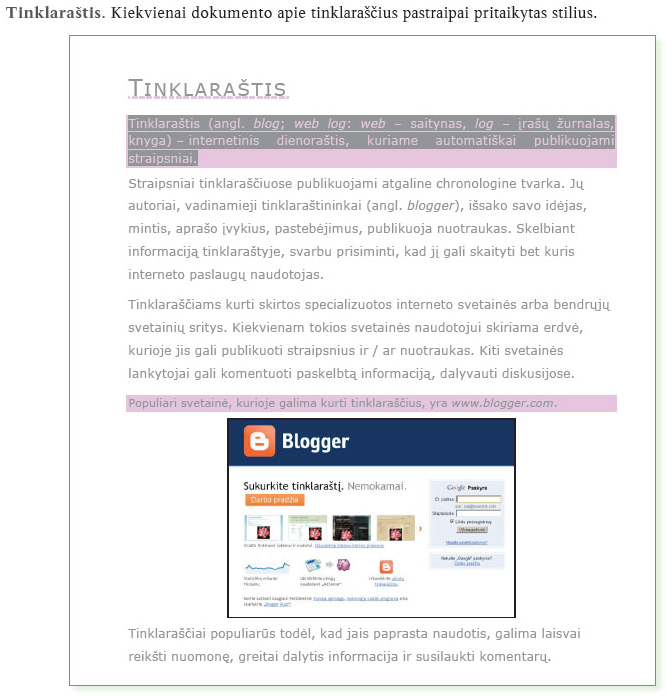 Tinklaraštis. Kiekvienai dokumento apie tinklaraščius pastraipai pritaikytas stilius.
TINKLARAŠTIS
Tinklaraštis (angl. blog; web log: web – saitynas, log – įrašų žurnalas,
knyga) – internetinis dienoraštis, kuriame automatiškai publikuojami
straipsniai.
Straipsniai tinklaraščiuose publikuojami atgaline chronologine tvarka. Jų
autoriai, vadinamieji tinklaraštininkai (angl. blogger), išsako savo idėjas,
mintis, aprašo įvykius, pastebėjimus, publikuoja nuotraukas. Skelbiant
informaciją tinklaraštyje, svarbu prisiminti, kad jį gali skaityti bet kuris
interneto paslaugų naudotojas.
Tinklaraščiams kurti skirtos specializuotos interneto svetainės arba bendrųjų
svetainių sritys. Kiekvienam tokios svetainės naudotojui skiriama erdvė,
kurioje jis gali publikuoti straipsnius ir / ar nuotraukas. Kiti svetainės
lankytojai gali komentuoti paskelbtą informaciją, dalyvauti diskusijose.
Populiari svetainė, kurioje galima kurti tinklaraščius, yra www.blogger.com.
Blogger
Sukurkite tinklaraštį. Nemokamai.
Darbo pradžia
Google Paskyra
Tinklaraščiai populiarūs todėl, kad jais paprasta naudotis, galima laisvai
reikšti nuomonę, greitai dalytis informacija ir susilaukti komentarų.